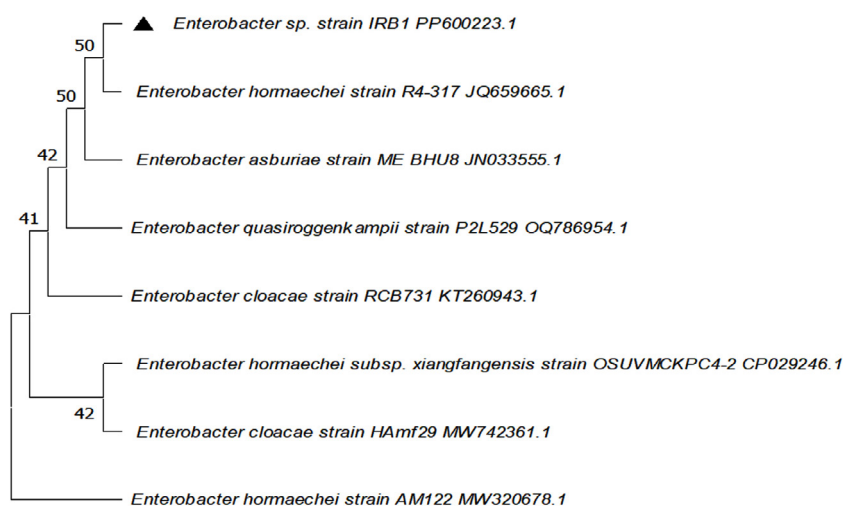 Enterobacter sp. strain IRB1 PP600223.1
50
Enterobacter hormaechei strain R4-317 JQ659665.1
50
Enterobacter asburiae strain ME BHU8 JN033555.1
42
Enterobacter quasiroggenkampii strain P2L529 OQ786954.1
41
Enterobacter cloacae strain RCB731 KT260943.1
Enterobacter hormaechei subsp. xiangfangensis strain OSUVMCKPC4-2 CP029246.1
42
Enterobacter cloacae strain HAmf29 MW742361.1
Enterobacter hormaechei strain AM122 MW320678.1